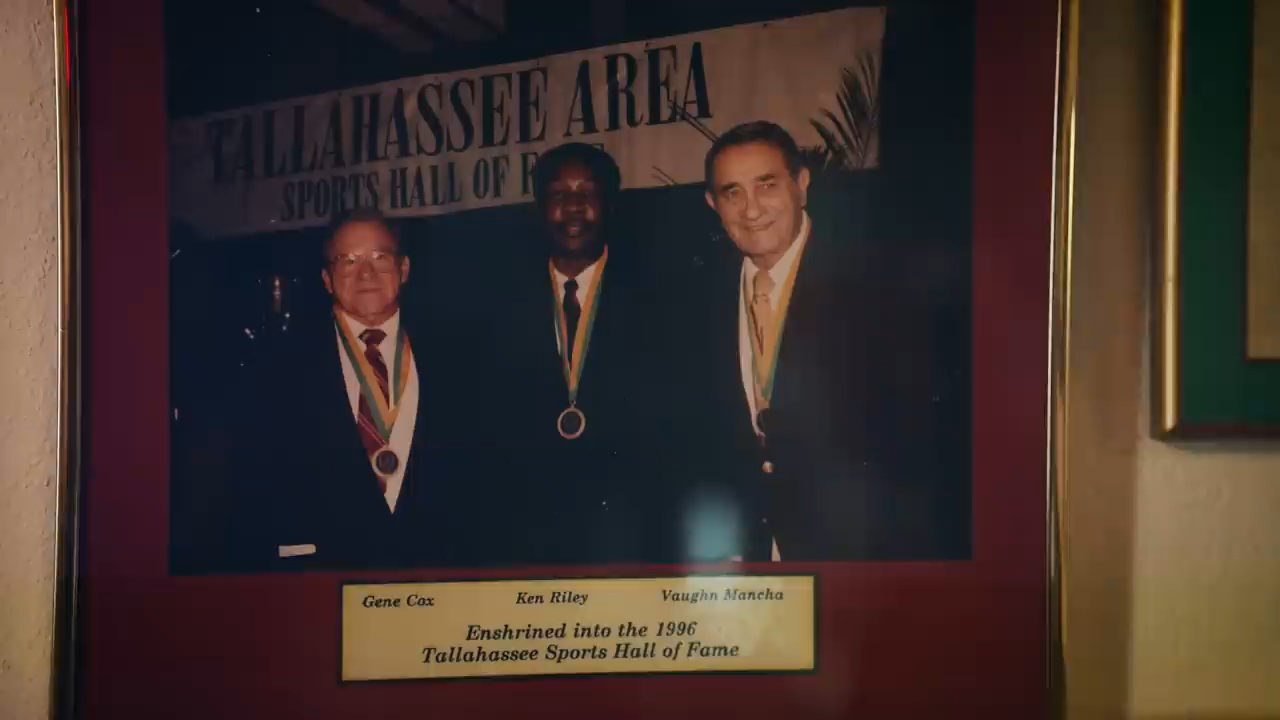 TALLAHASSEE AREA
SPORTS HALL OF
Gene Cox Ken Riley Vaughn Mancha
Enshrined into the 1996
Tallahassee Sports Hall of Fame